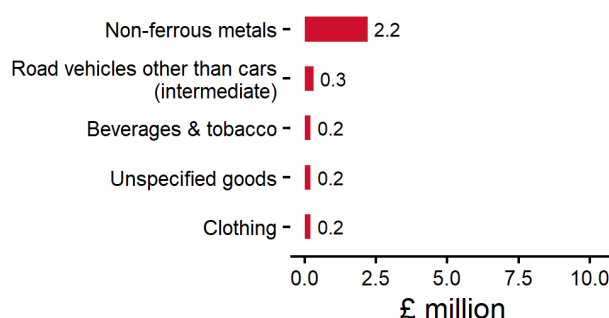 Non-ferrous metals
2.2
Road vehicles other than cars
(intermediate)
0.3
Beverages & tobacco
0.2
Unspecified goods
0.2
Clothing
0.2
0.0 2.5 5.0 7.5 10.0
£ million